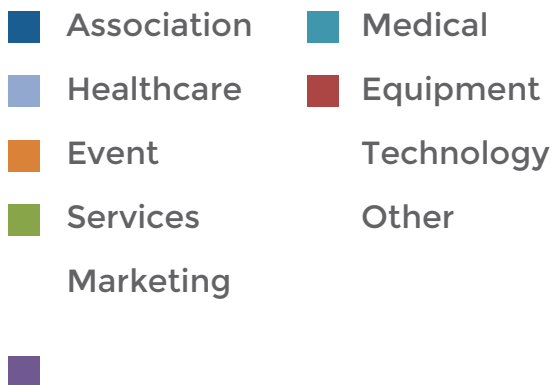 Association
Healthcare
Event
Services
Marketing
Medical
Equipment
Technology
Other